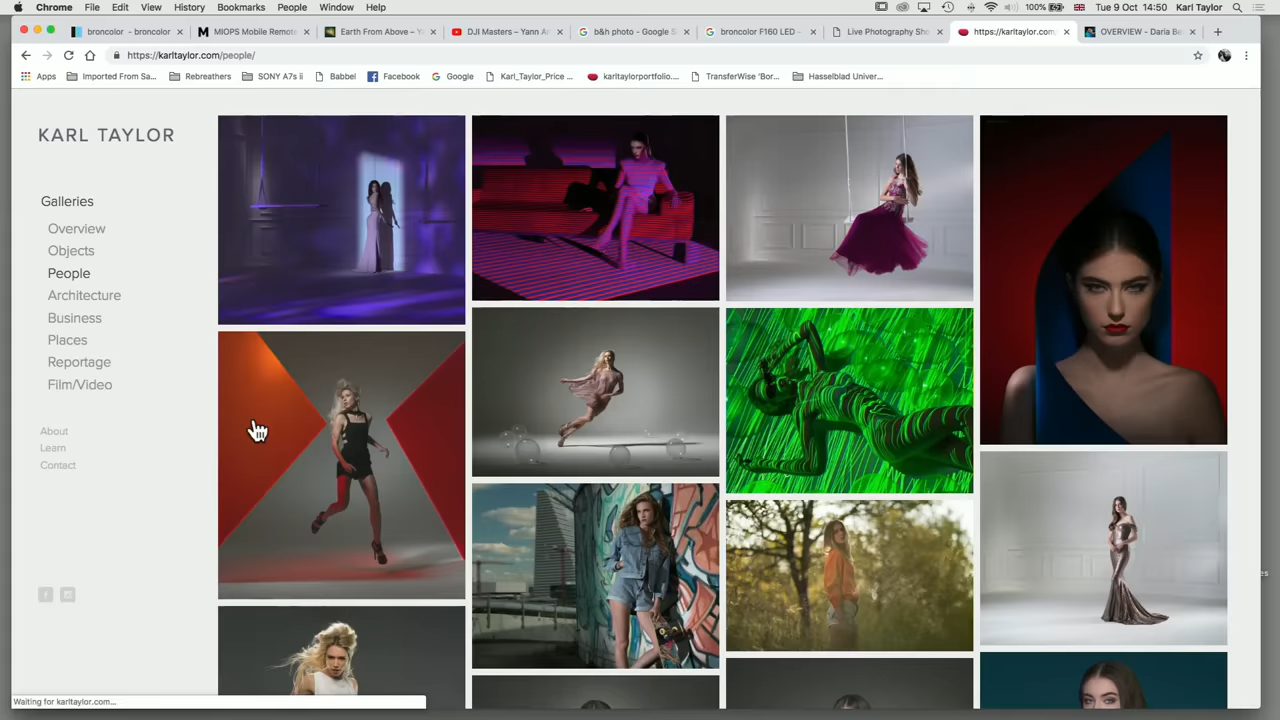 Chrome File Edit View History Bookmarks People Window Help 100% Tue 9 Oct 14:50 Karl Taylor
broncolor - broncolor
MIOPS Mobile Remot
Earth From Above –
DJI Masters – Yann A
b&h photo - Google S
broncolor F160 LED -
Live Photography Sho
https://karltaylor.com
OVERVIEW - Darla Ba
https://karltaylor.com/people/
Apps Imported From Sa... Rebreathers SONY A7s ii Babbel Facebook Google Karl_Taylor_Price ... karltaylorportfolio.... TransferWise 'Bor... Hasselblad Univer...
KARL TAYLOR
Galleries
Overview
Objects
People
Architecture
Business
Places
Reportage
Film/Video
About
Learn
Contact
Waiting for karltaylor.com...